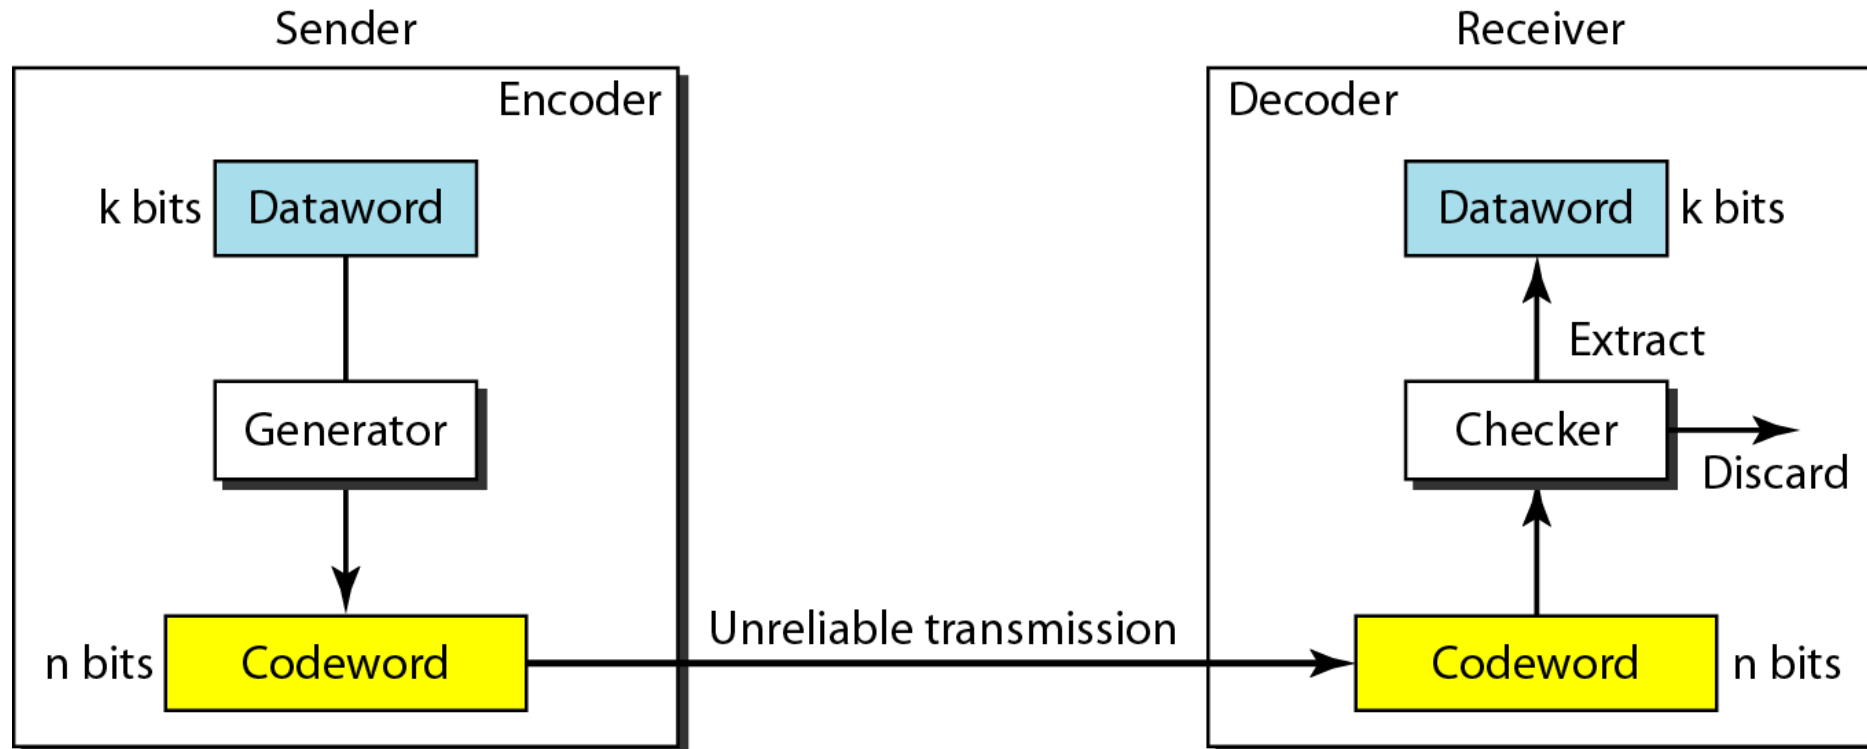 Sender
Encoder
k bits
Dataword
Generator
n bits
Codeword
Unreliable transmission
Receiver
Decoder
Dataword
k bits
Extract
Checker
Discard
Codeword
n bits